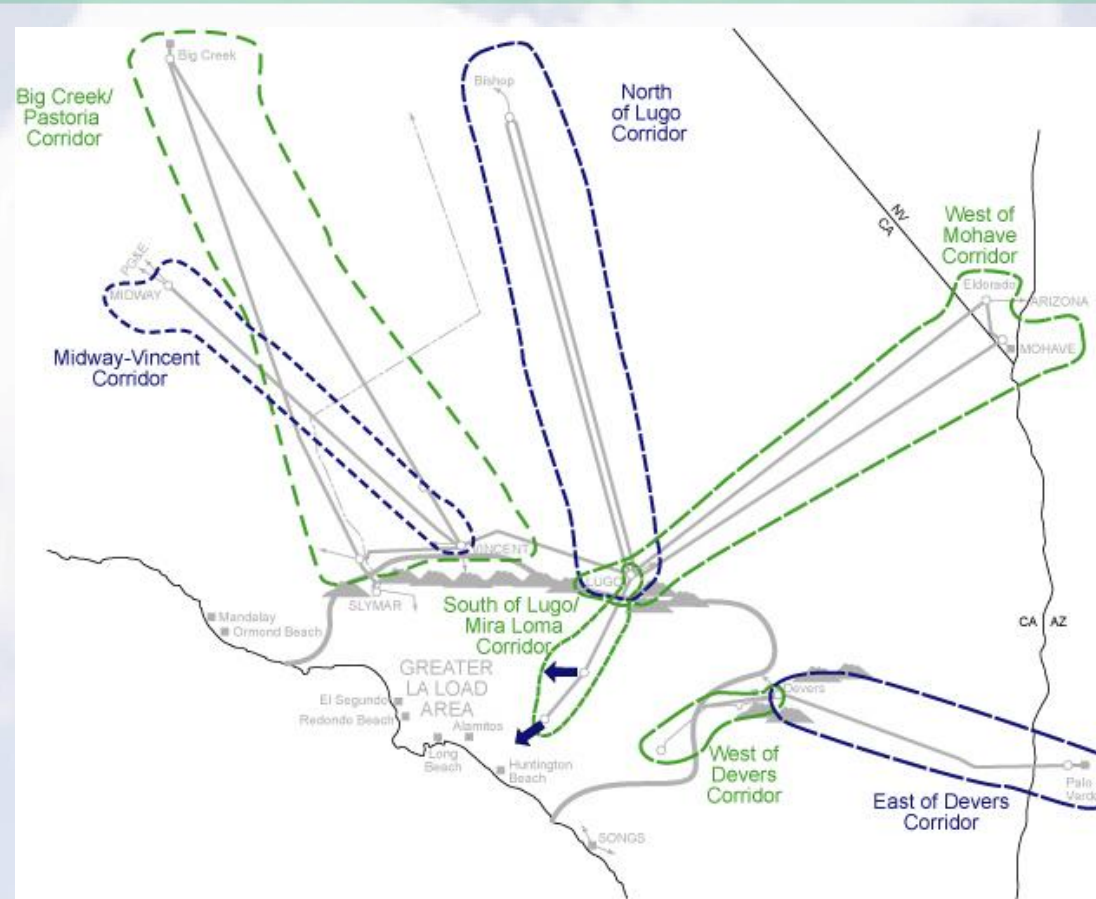 Big Creek
Big Creek/
Pastoria
Corridor
Bishop
North
of Lugo
Corridor
NV
CA
West of
Mohave
Corridor
PG&E
MIDWAY
Eldorado
ARIZONA
MOHAVE
Midway-Vincent
Corridor
VINCENT
LUGO
SLYMAR
South of Lugo/
Mira Loma
Corridor
Mandalay
Ormond Beach
CA
AZ
GREATER
LA LOAD
AREA
Devers
El Segundo
Redondo Beach
Alamitos
Long
Beach
Huntington
Beach
West of
Devers
Corridor
East of Devers
Corridor
Palo
Verde
SONGS